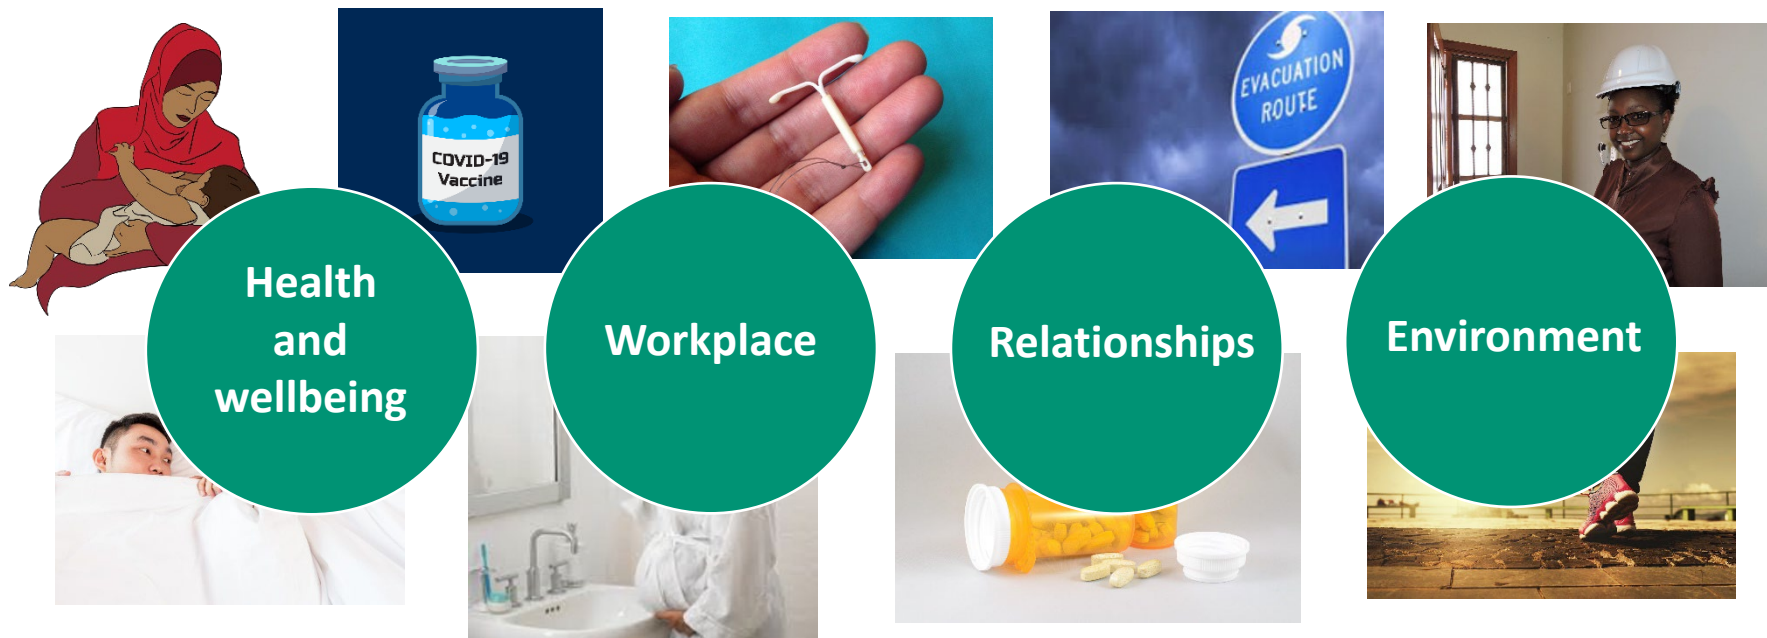 COVID-19
Vaccine
EVACUATION
ROUTE
Health
and
wellbeing
Workplace
Relationships
Environment